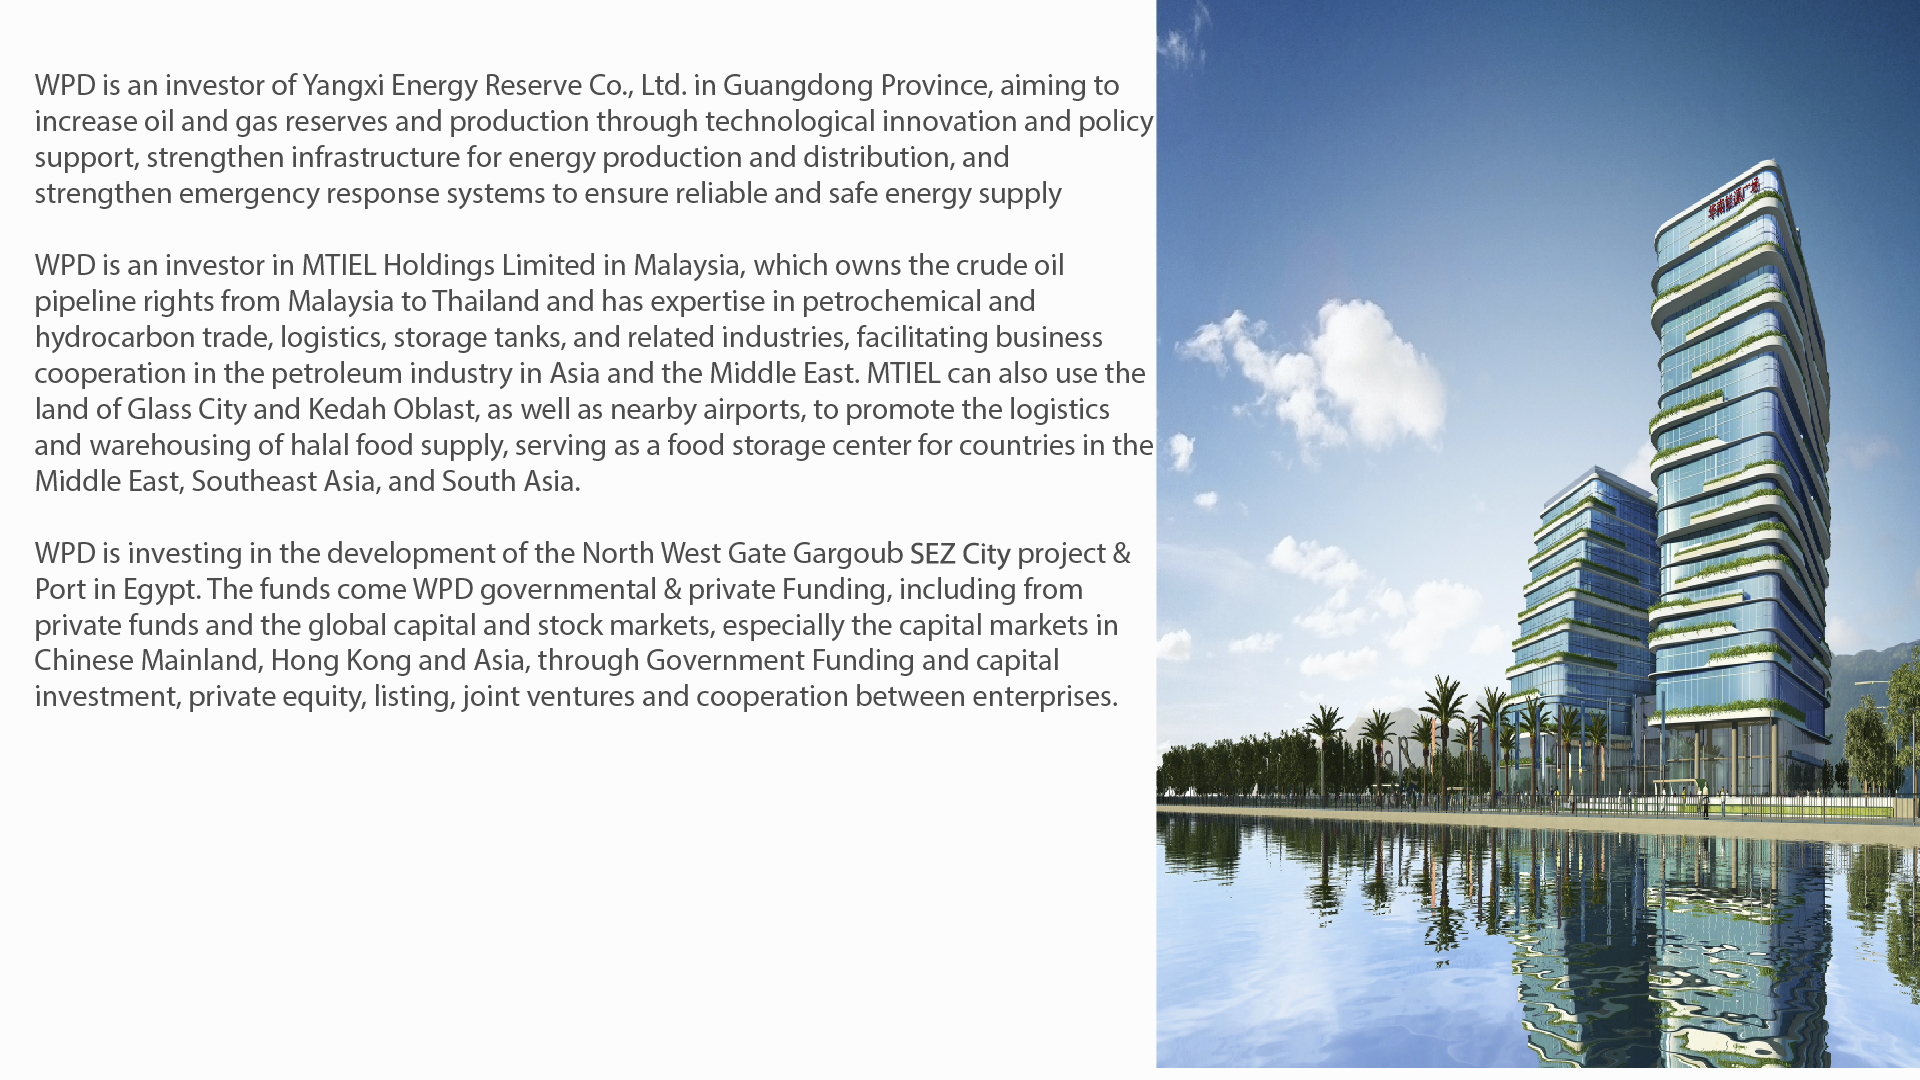 WPD is an investor of Yangxi Energy Reserve Co., Ltd. in Guangdong Province, aiming to
increase oil and gas reserves and production through technological innovation and policy
support, strengthen infrastructure for energy production and distribution, and
strengthen emergency response systems to ensure reliable and safe energy supply
WPD is an investor in MTIEL Holdings Limited in Malaysia, which owns the crude oil
pipeline rights from Malaysia to Thailand and has expertise in petrochemical and
hydrocarbon trade, logistics, storage tanks, and related industries, facilitating business
cooperation in the petroleum industry in Asia and the Middle East. MTIEL can also use the
land of Glass City and Kedah Oblast, as well as nearby airports, to promote the logistics
and warehousing of halal food supply, serving as a food storage center for countries in the
Middle East, Southeast Asia, and South Asia.
WPD is investing in the development of the North West Gate Gargoub SEZ City project &
Port in Egypt. The funds come WPD governmental & private Funding, including from
private funds and the global capital and stock markets, especially the capital markets in
Chinese Mainland, Hong Kong and Asia, through Government Funding and capital
investment, private equity, listing, joint ventures and cooperation between enterprises.
华南能源广场